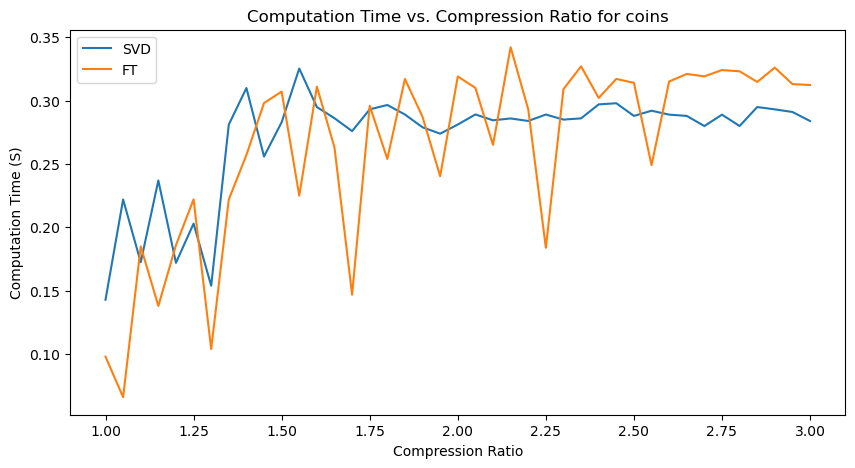 Computation Time vs. Compression Ratio for coins
SVD
FT
Computation Time (S)
0.35
0.30
0.25
0.20
0.15
0.10
1.00 1.25 1.50 1.75 2.00 2.25 2.50 2.75 3.00
Compression Ratio